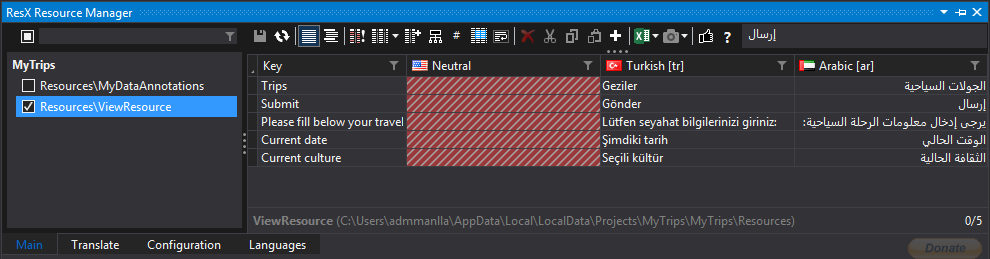 ResX Resource Manager
إرسال
MyTrips
Resources\MyDataAnnotations
Resources\ViewResource
Key Neutral Turkish [tr] Arabic [ar]
Trips Geziler الجولات السياحية
Submit Gönder إرسال
Please fill below your travel Lütfen seyahat bilgilerinizi giriniz: يرجى إدخال معلومات الرحلة السياحية:
Current date Şimdiki tarih الوقت الحالي
Current culture Seçili kültür الثقافة الحالية
ViewResource (C:\Users\admmanlla\AppData\Local\LocalData\Projects\MyTrips\MyTrips\Resources) 0/5
Main Translate Configuration Languages
Donate